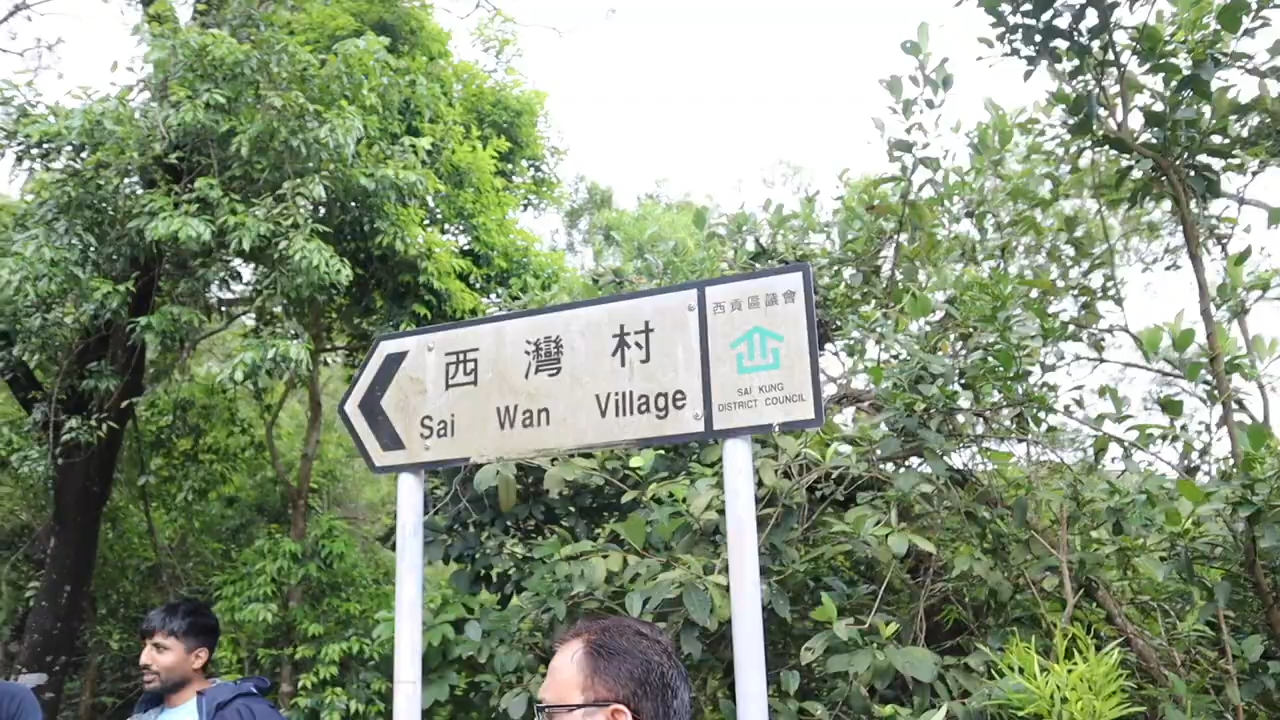 西灣村
Sai Wan Village
西貢區議會
SAI KUNG
DISTRICT COUNCIL